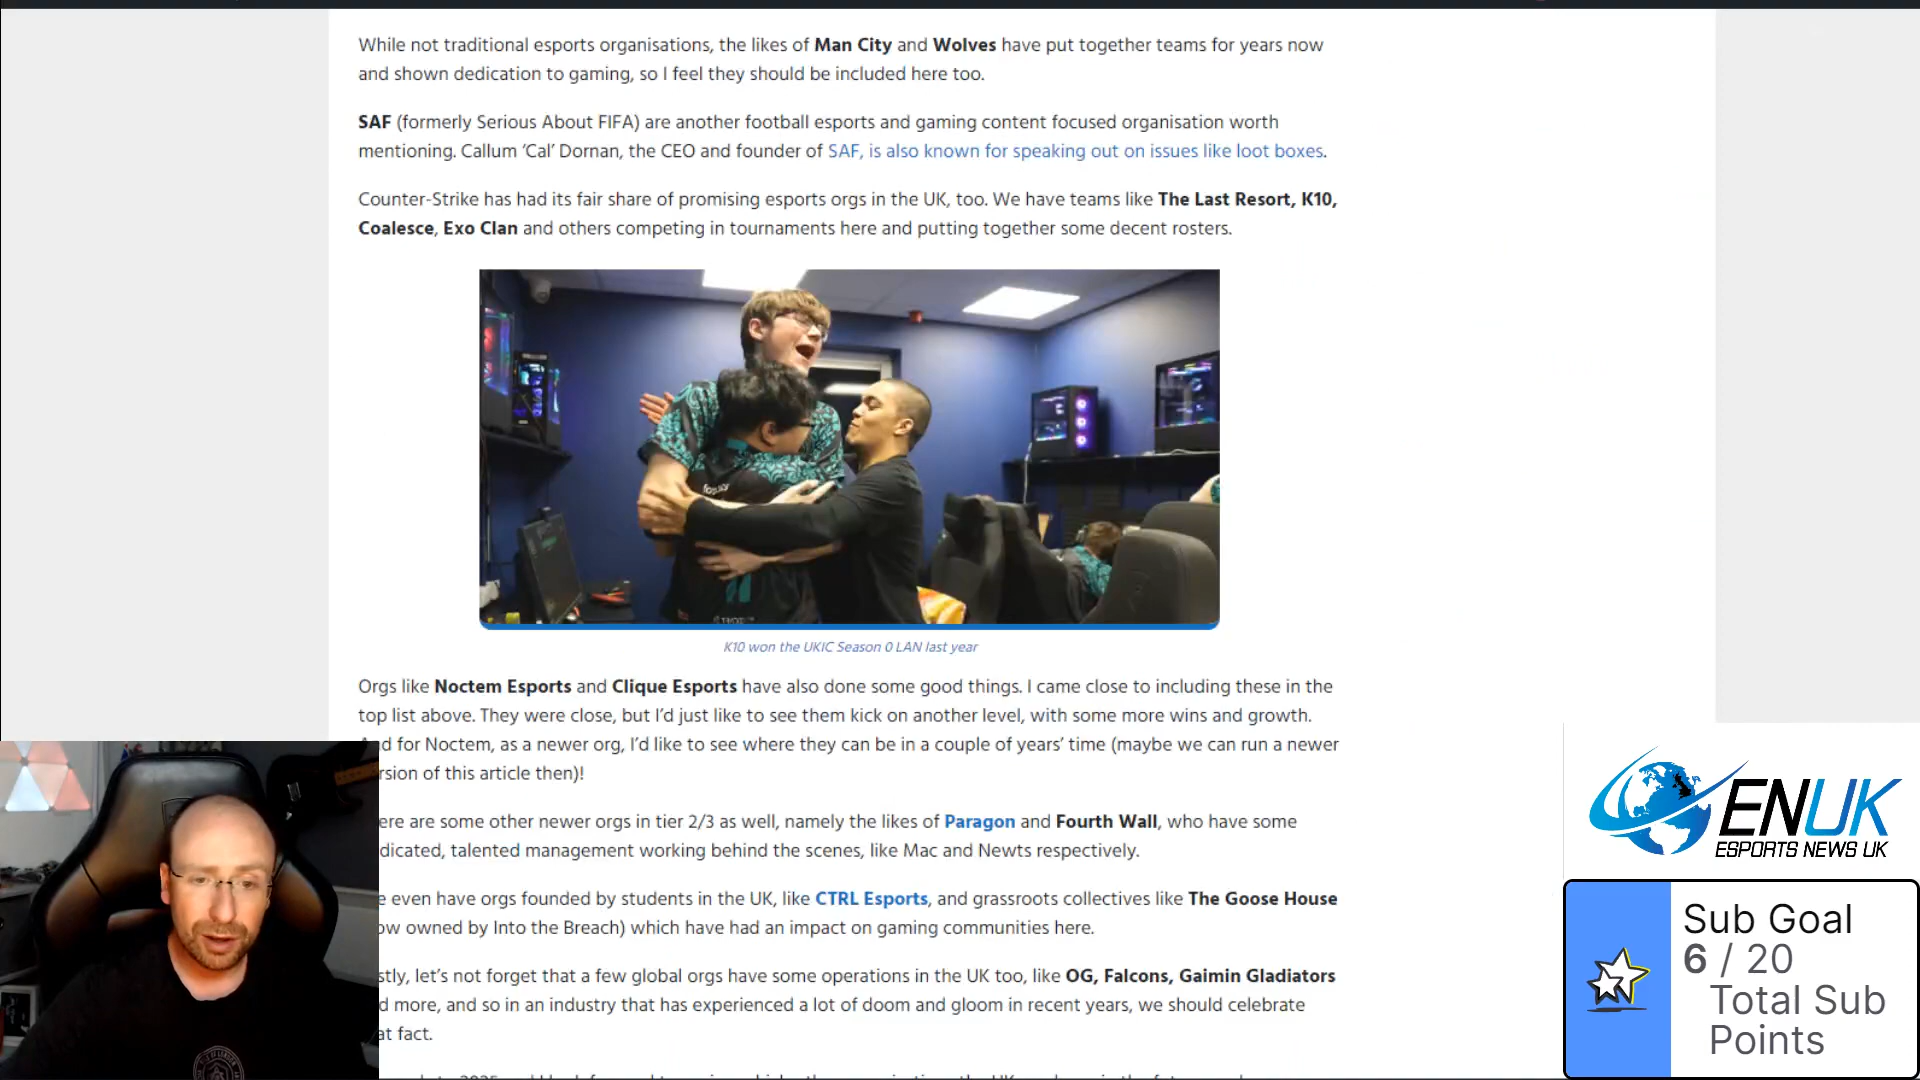 While not traditional esports organisations, the likes of Man City and Wolves have put together teams for years now
and shown dedication to gaming, so I feel they should be included here too.
SAF (formerly Serious About FIFA) are another football esports and gaming content focused organisation worth
mentioning. Callum ‘Cal’ Dornan, the CEO and founder of SAF, is also known for speaking out on issues like loot boxes.
Counter-Strike has had its fair share of promising esports orgs in the UK, too. We have teams like The Last Resort, K10,
Coalesce, Exo Clan and others competing in tournaments here and putting together some decent rosters.
K10 won the UKIC Season 0 LAN last year
Orgs like Noctem Esports and Clique Esports have also done some good things. I came close to including these in the
top list above. They were close, but I’d just like to see them kick on another level, with some more wins and growth.
for Noctem, as a newer org, I’d like to see where they can be in a couple of years’ time (maybe we can run a newer
rsion of this article then)!
ere are some other newer orgs in tier 2/3 as well, namely the likes of Paragon and Fourth Wall, who have some
dicated, talented management working behind the scenes, like Mac and Newts respectively.
e even have orgs founded by students in the UK, like CTRL Esports, and grassroots collectives like The Goose House
ow owned by Into the Breach) which have had an impact on gaming communities here.
stly, let’s not forget that a few global orgs have some operations in the UK too, like OG, Falcons, Gaimin Gladiators
d more, and so in an industry that has experienced a lot of doom and gloom in recent years, we should celebrate
at fact.
ENUK
ESPORTS NEWS UK
Sub Goal
6 / 20
Total Sub
Points